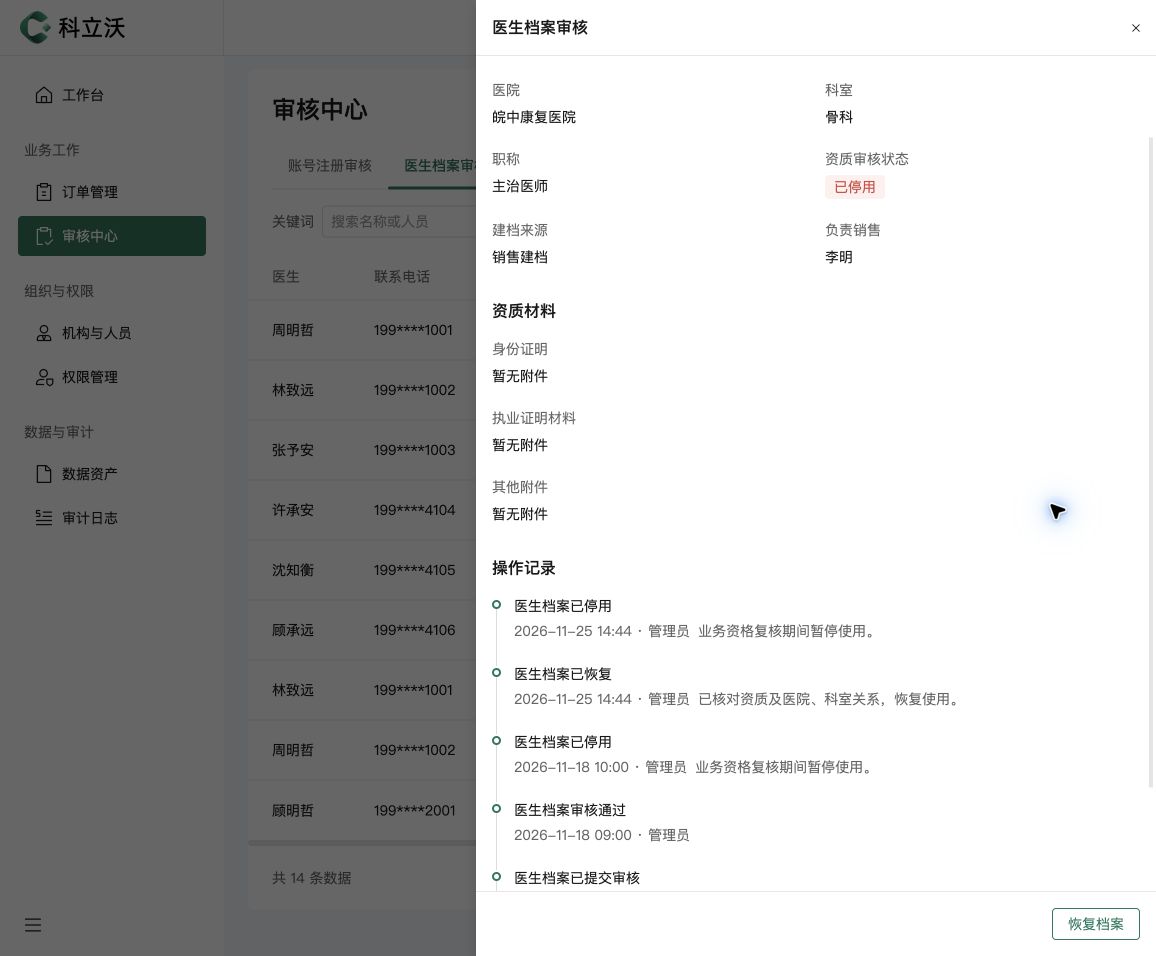 科立沃
工作台
业务工作
订单管理
审核中心
组织与权限
机构与人员
权限管理
数据与审计
数据资产
审计日志
审核中心
账号注册审核
医生档案审
关键词
搜索名称或人员
医生 联系电话
周明哲 199****1001
林致远 199****1002
张予安 199****1003
许承安 199****4104
沈知衡 199****4105
顾承远 199****4106
林致远 199****1001
周明哲 199****1002
顾明哲 199****2001
共 14 条数据
医生档案审核
医院 科室
皖中康复医院 骨科
职称 资质审核状态
主治医师 已停用
建档来源 负责销售
销售建档 李明
资质材料
身份证明
暂无附件
执业证明材料
暂无附件
其他附件
暂无附件
操作记录
医生档案已停用
2026-11-25 14:44 · 管理员 业务资格复核期间暂停使用。
医生档案已恢复
2026-11-25 14:44 · 管理员 已核对资质及医院、科室关系，恢复使用。
医生档案已停用
2026-11-18 10:00 · 管理员 业务资格复核期间暂停使用。
医生档案审核通过
2026-11-18 09:00 · 管理员
医生档案已提交审核
恢复档案